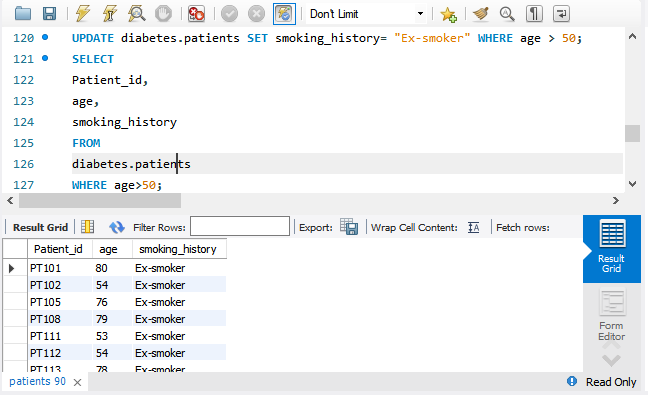 Don't Limit
120 UPDATE diabetes.patients SET smoking_history= "Ex-smoker" WHERE age > 50;
121 SELECT
122 Patient_id,
123 age,
124 smoking_history
125 FROM
126 diabetes.patients
127 WHERE age>50;
Result Grid Filter Rows: Export: Wrap Cell Content: Fetch rows:
Patient_id age smoking_history
PT101 80 Ex-smoker
PT102 54 Ex-smoker
PT105 76 Ex-smoker
PT108 79 Ex-smoker
PT111 53 Ex-smoker
PT112 54 Ex-smoker
PT113 78 Ex-smoker
Result
Grid
Form
Editor
patients 90 Read Only